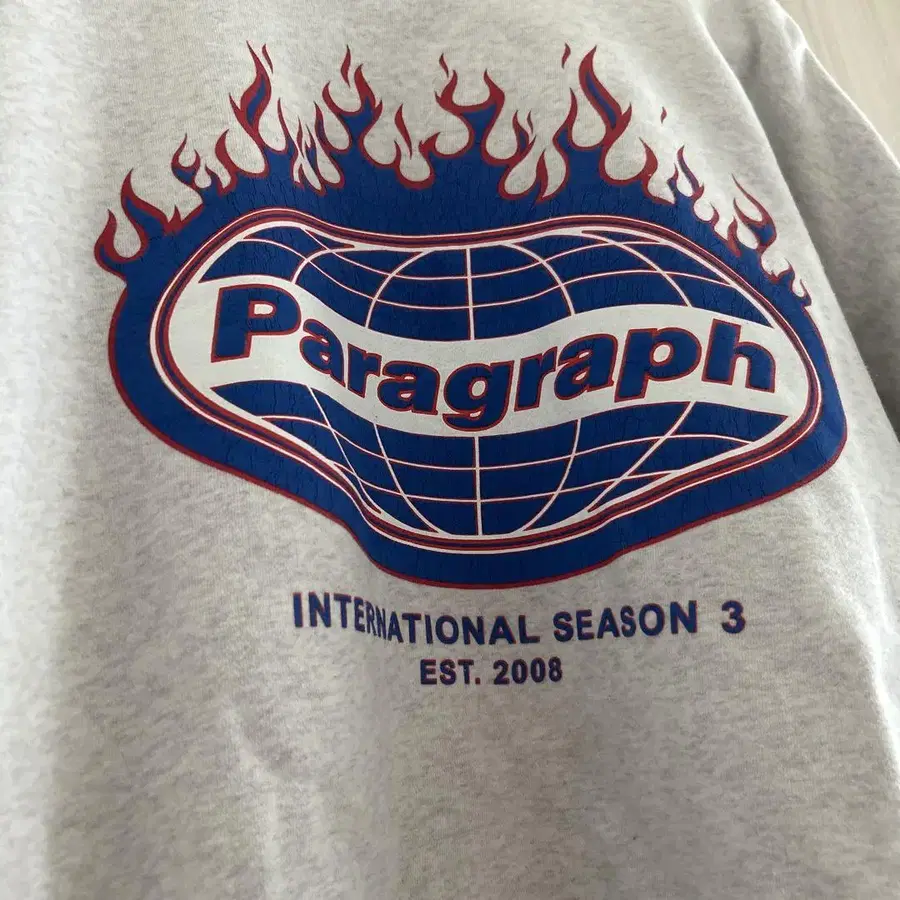 Paragraph
INTERNATIONAL SEASON 3
EST. 2008